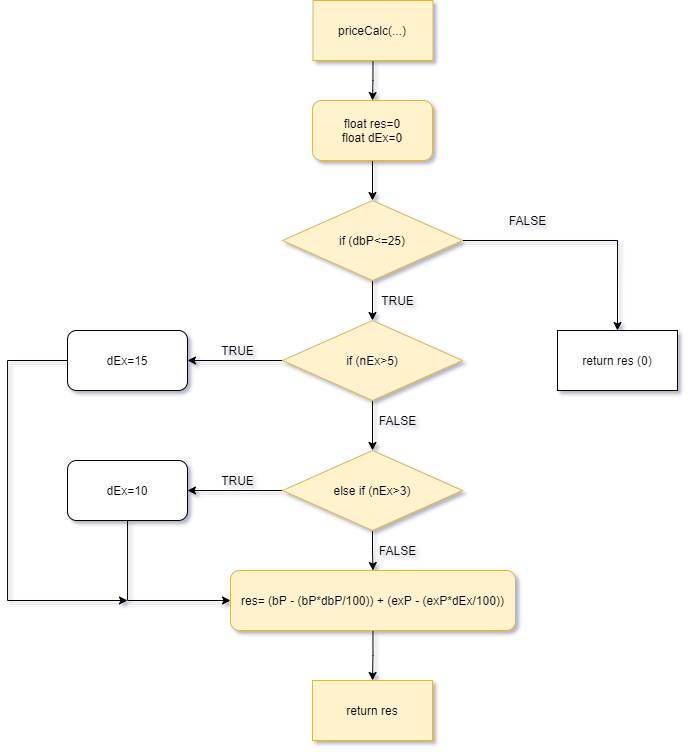 priceCalc(...)
float res=0
float dEx=0
if (dbP<=25)
FALSE
TRUE
return res (0)
dEx=15
TRUE
if (nEx>5)
FALSE
dEx=10
TRUE
else if (nEx>3)
FALSE
res= (bP - (bP*dbP/100)) + (exP - (exP*dEx/100))
return res